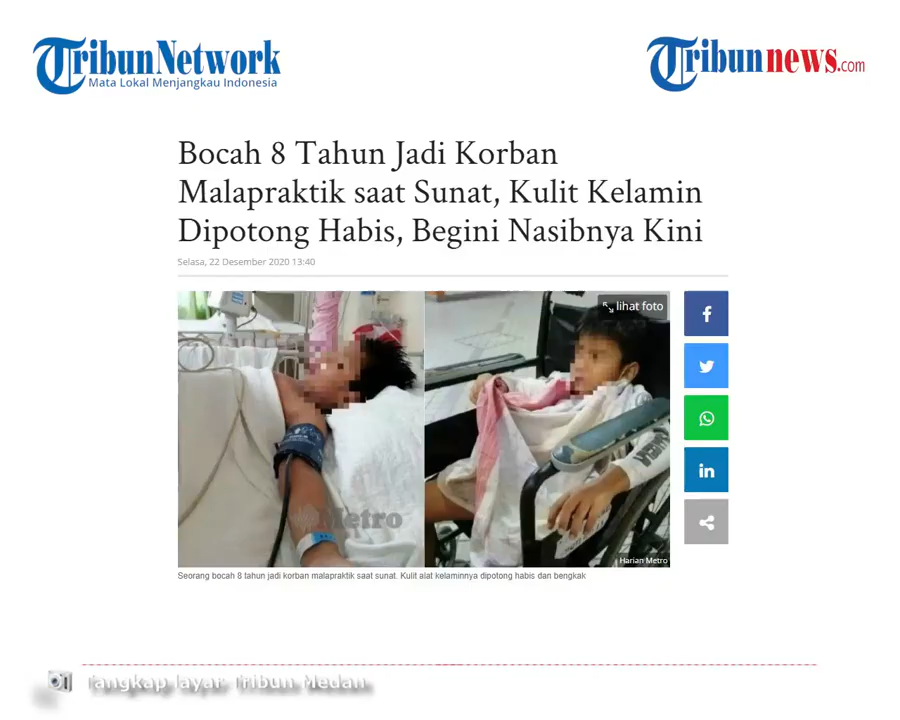 Tribun Network
Mata Lokal Menjangkau Indonesia
Tribunnews.com
Bocah 8 Tahun Jadi Korban
Malapraktik saat Sunat, Kulit Kelamin
Dipotong Habis, Begini Nasibnya Kini
Selasa, 22 Desember 2020 13:40
lihat foto
Metro
Harian Metro
Seorang bocah 8 tahun jadi korban malapraktik saat sunat. Kulit alat kelaminnya dipotong habis dan bengkak
Tangkap layar Tribun Medan